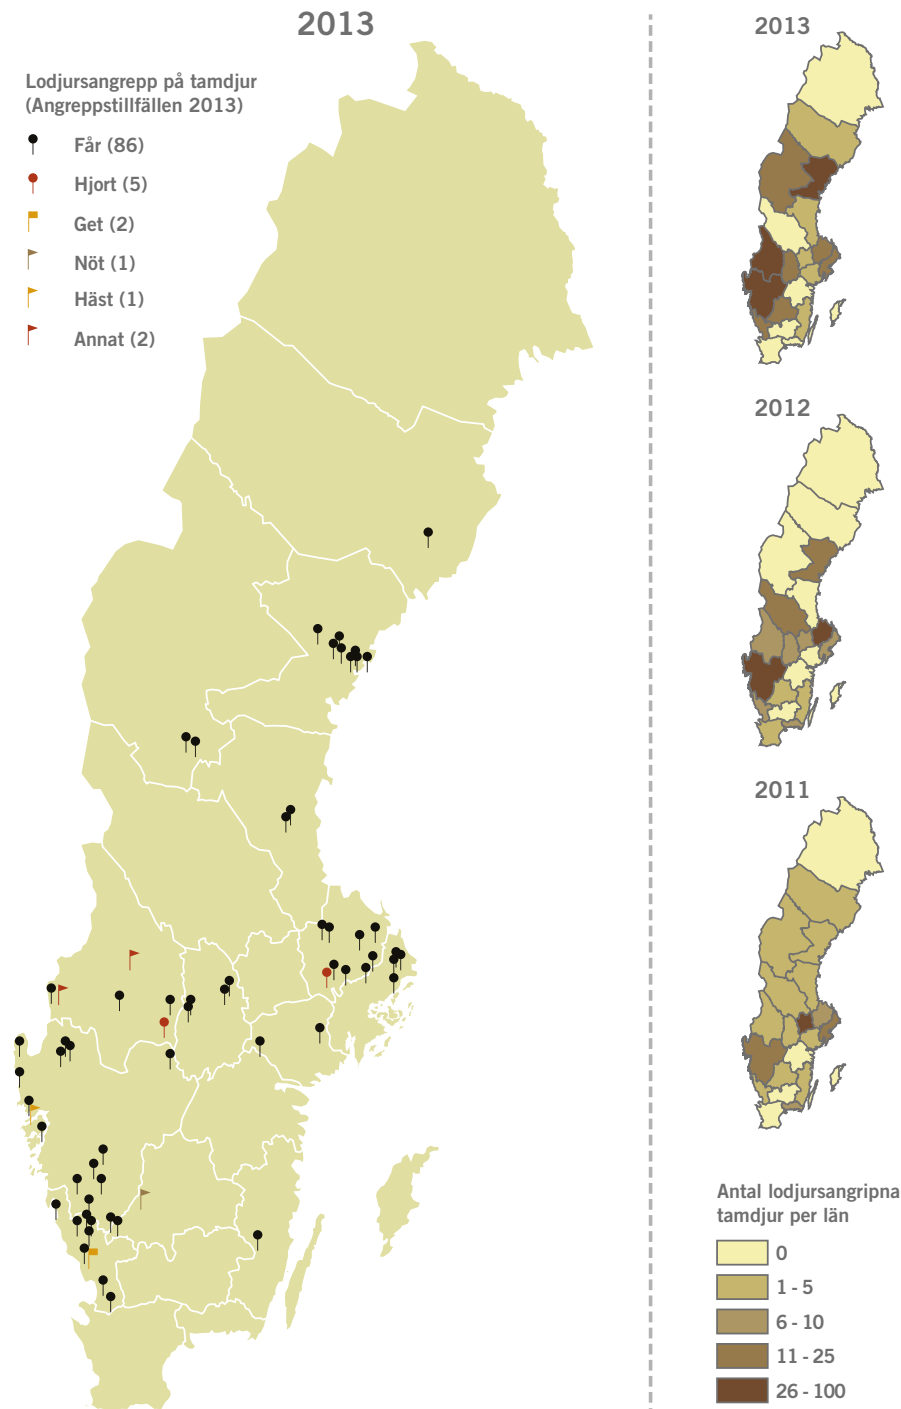 2013
Lodjursangrepp på tamdjur
(Angreppstillfällen 2013)
Får (86)
Hjort (5)
Get (2)
Nöt (1)
Häst (1)
Annat (2)
2013
2012
2011
Antal lodjursangripna
tamdjur per län
0
1 - 5
6 - 10
11 - 25
26 - 100